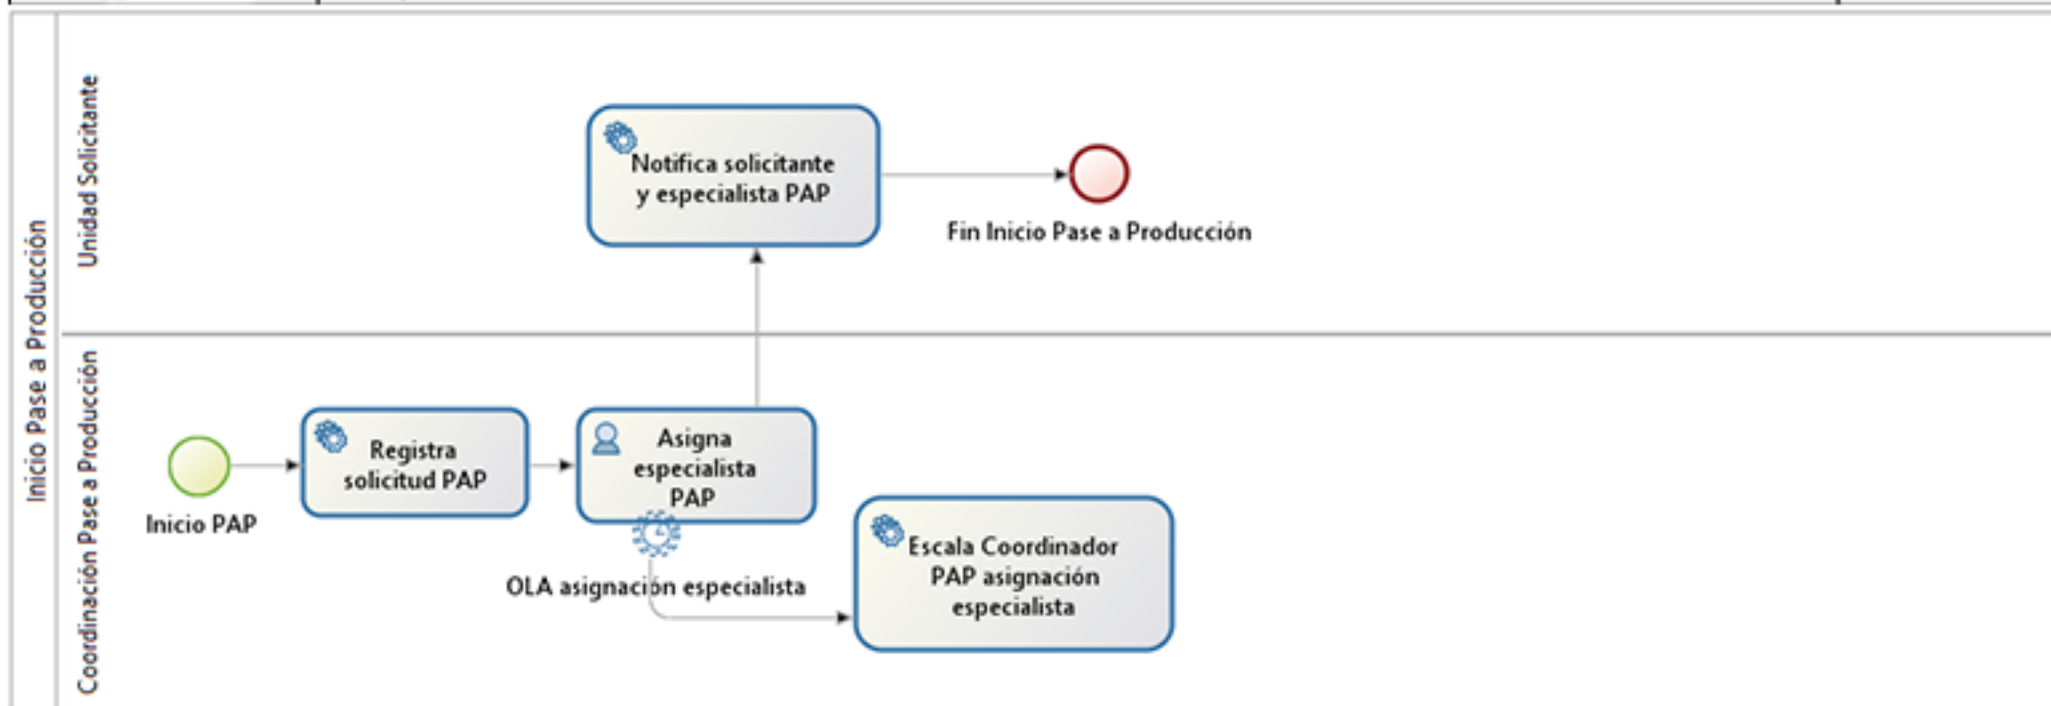 Inicio Pase a Producción
Unidad Solicitante
Notifica solicitante
y especialista PAP
Fin Inicio Pase a Producción
Coordinación Pase a Producción
Inicio PAP
Registra
solicitud PAP
Asigna
especialista
PAP
OLA asignación especialista
Escala Coordinador
PAP asignación
especialista